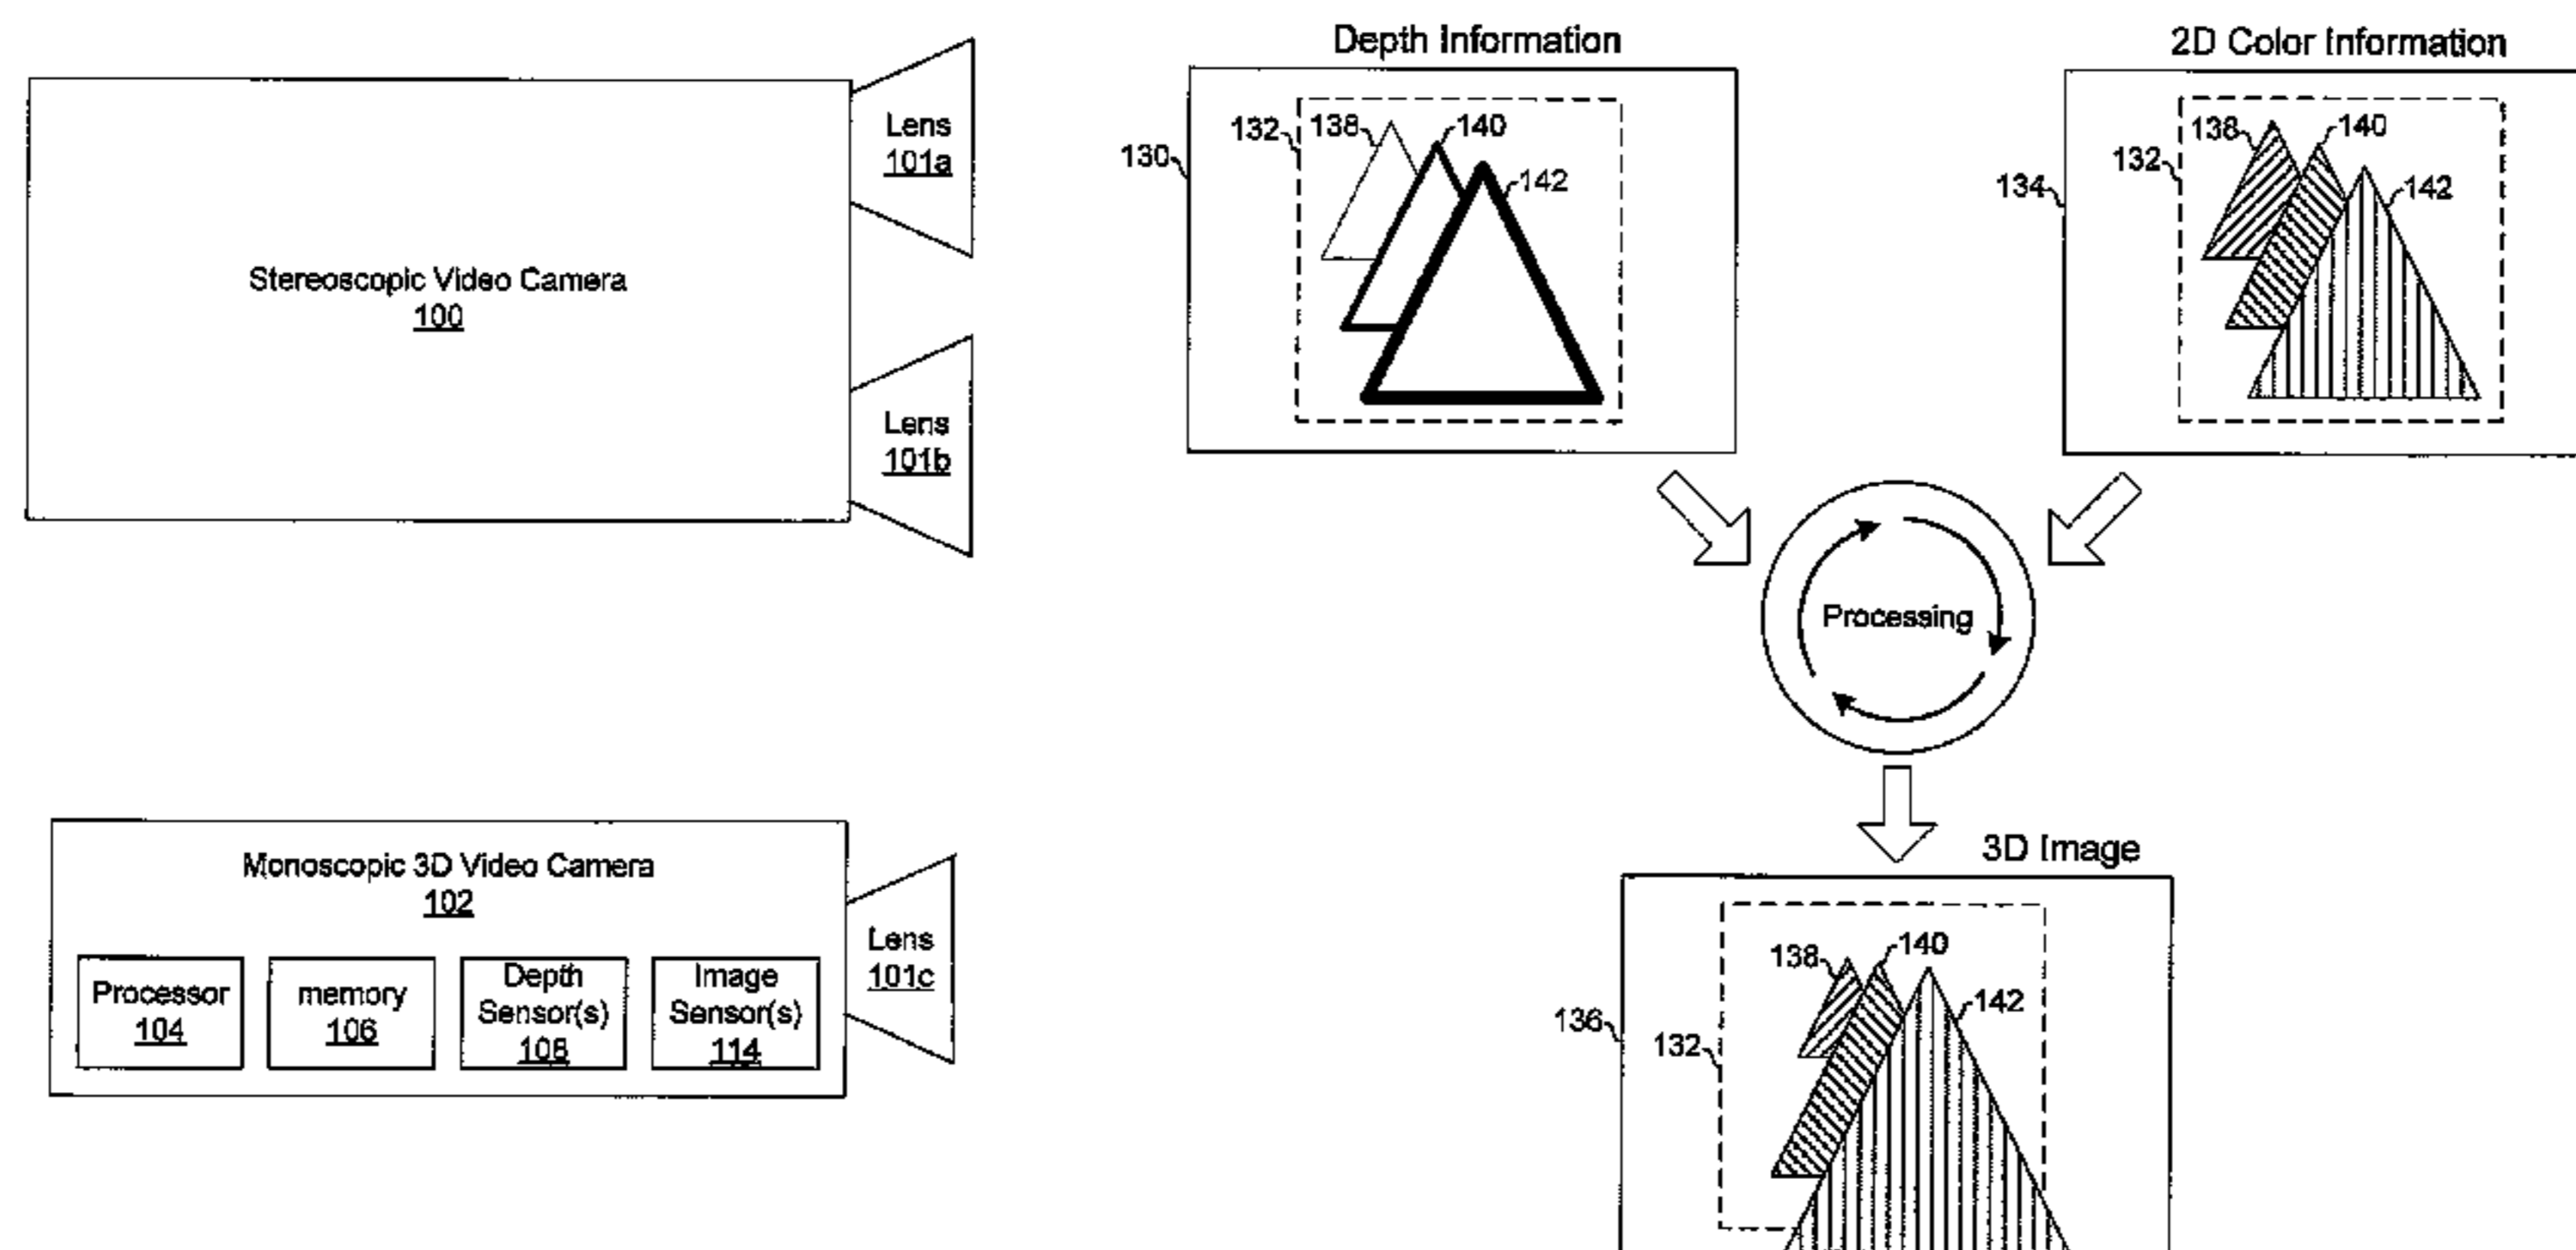 Stereoscopic Video Camera
100
Lens
101a
Lens
101b
Monoscopic 3D Video Camera
102
Processor
104
memory
106
Depth
Sensor(s)
108
Image
Sensor(s)
114
Lens
101c
Depth Information
130
132
138
140
142
2D Color Information
134
132
138
140
142
Processing
3D Image
136
132
138
140
142